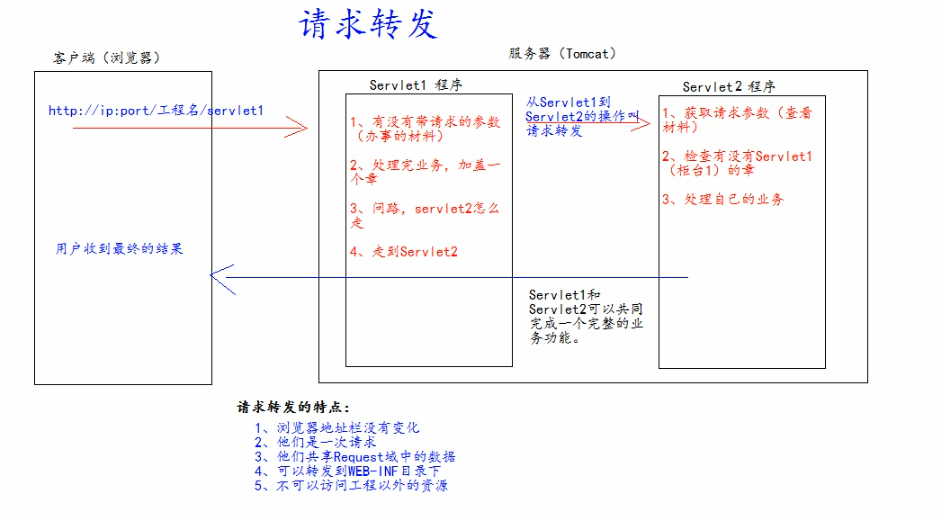 请求转发
客户端（浏览器）
服务器（Tomcat）
http://ip:port/工程名/servlet1
用户收到最终的结果
Servlet1 程序
1、有没有带请求的参数
（办事的材料）
2、处理完业务，加盖一
个章
3、问路，servlet2怎么
走
4、走到Servlet2
从Servlet1到
Servlet2的操作叫
请求转发
Servlet2 程序
1、获取请求参数（查看
材料）
2、检查有没有Servlet1
（柜台1）的章
3、处理自己的业务
Servlet1和
Servlet2可以共同
完成一个完整的业
务功能。
请求转发的特点：
1、浏览器地址栏没有变化
2、他们是一次请求
3、他们共享Request域中的数据
4、可以转发到WEB-INF目录下
5、不可以访问工程以外的资源